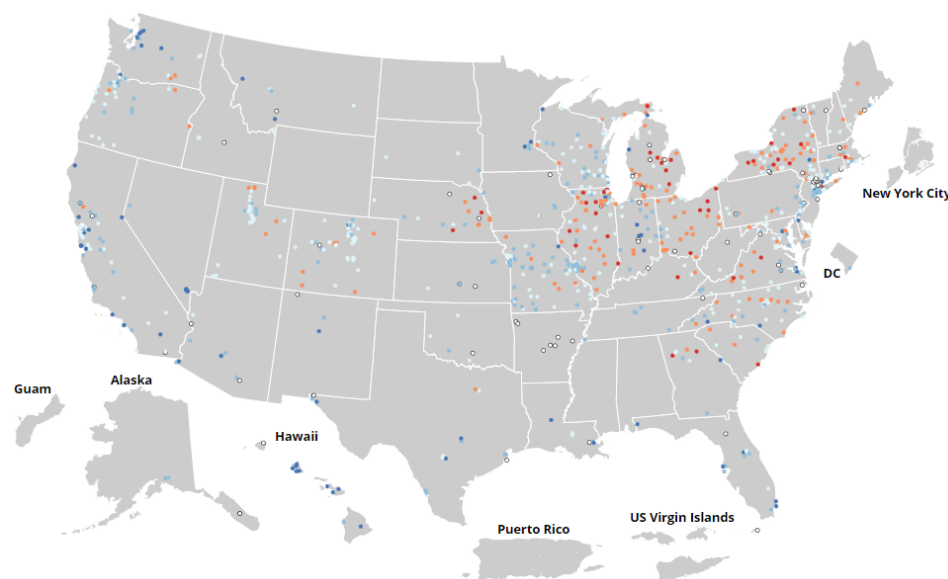 New York City
DC
Guam
Alaska
Hawaii
Puerto Rico
US Virgin Islands